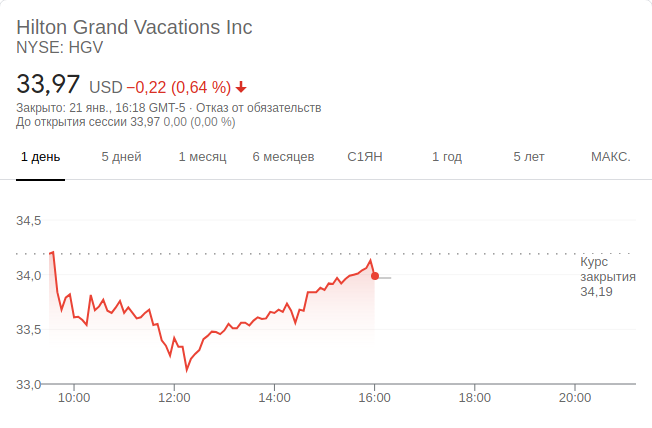 Hilton Grand Vacations Inc
NYSE: HGV
33,97 USD −0,22 (0,64 %)
Закрыто: 21 янв., 16:18 GMT-5 · Отказ от обязательств
До открытия сессии 33,97 0,00 (0,00 %)
1 день 5 дней 1 месяц 6 месяцев С1ЯН 1 год 5 лет МАКС.
34,5
Курс
закрытия
34,19
34,0
33,5
33,0
10:00 12:00 14:00 16:00 18:00 20:00